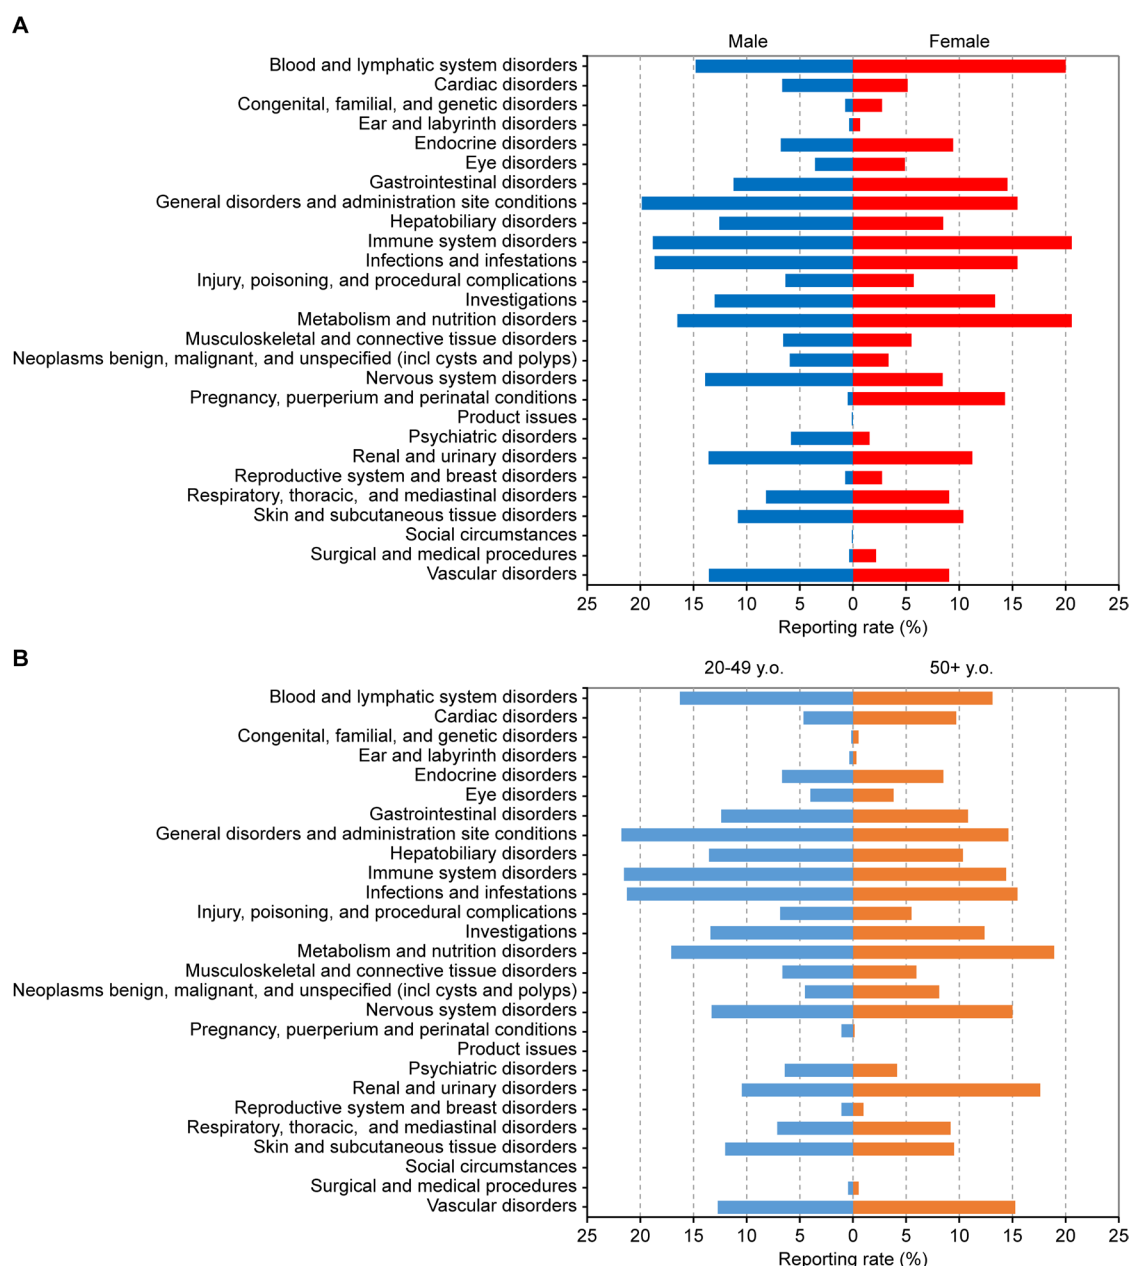 A
Male Female
Blood and lymphatic system disorders
Cardiac disorders
Congenital, familial, and genetic disorders
Ear and labyrinth disorders
Endocrine disorders
Eye disorders
Gastrointestinal disorders
General disorders and administration site conditions
Hepatobiliary disorders
Immune system disorders
Infections and infestations
Injury, poisoning, and procedural complications
Investigations
Metabolism and nutrition disorders
Musculoskeletal and connective tissue disorders
Neoplasms benign, malignant, and unspecified (incl cysts and polyps)
Nervous system disorders
Pregnancy, puerperium and perinatal conditions
Product issues
Psychiatric disorders
Renal and urinary disorders
Reproductive system and breast disorders
Respiratory, thoracic, and mediastinal disorders
Skin and subcutaneous tissue disorders
Social circumstances
Surgical and medical procedures
Vascular disorders
25 20 15 10 5 0 5 10 15 20 25
Reporting rate (%)
B
20-49 y.o. 50+ y.o.
Blood and lymphatic system disorders
Cardiac disorders
Congenital, familial, and genetic disorders
Ear and labyrinth disorders
Endocrine disorders
Eye disorders
Gastrointestinal disorders
General disorders and administration site conditions
Hepatobiliary disorders
Immune system disorders
Infections and infestations
Injury, poisoning, and procedural complications
Investigations
Metabolism and nutrition disorders
Musculoskeletal and connective tissue disorders
Neoplasms benign, malignant, and unspecified (incl cysts and polyps)
Nervous system disorders
Pregnancy, puerperium and perinatal conditions
Product issues
Psychiatric disorders
Renal and urinary disorders
Reproductive system and breast disorders
Respiratory, thoracic, and mediastinal disorders
Skin and subcutaneous tissue disorders
Social circumstances
Surgical and medical procedures
Vascular disorders
25 20 15 10 5 0 5 10 15 20 25
Reporting rate (%)